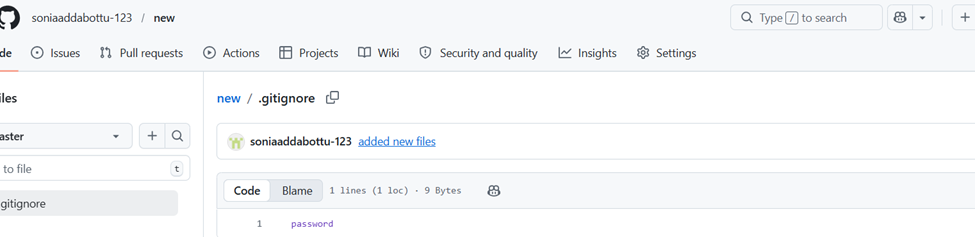 soniaaddabottu-123 / new
Type / to search
de Issues Pull requests Actions Projects Wiki Security and quality Insights Settings
iles
new / .gitignore
aster
soniaaddabottu-123 added new files
to file t
Code Blame 1 lines (1 loc) · 9 Bytes
gitignore
1 password